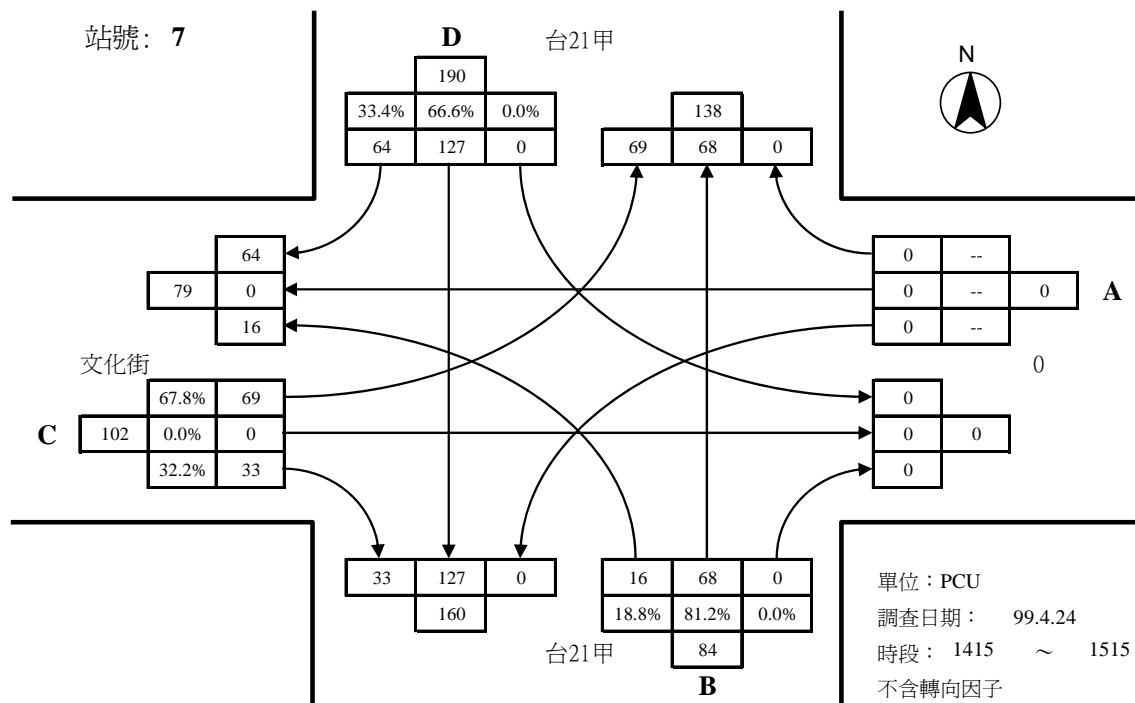 站號: 7
D
台21甲
N
190
33.4% 66.6% 0.0%
64 127 0
138
69 68 0
64
79 0
16
0 --
0 -- 0
0 --
A
文化街
0
67.8% 69
C 102 0.0% 0
32.2% 33
0
0 0
0
33 127 0
160
16 68 0
18.8% 81.2% 0.0%
84
台21甲
B
單位：PCU
調查日期： 99.4.24
時段： 1415 ～ 1515
不含轉向因子